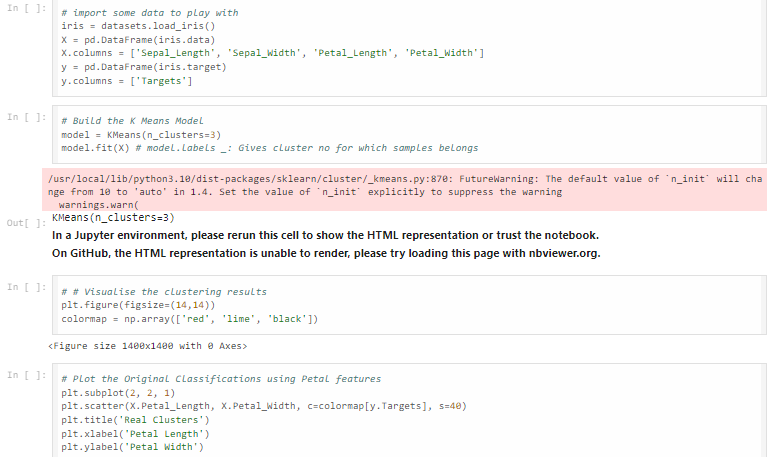 In [ ]:
# import some data to play with
iris = datasets.load_iris()
X = pd.DataFrame(iris.data)
X.columns = ['Sepal_Length', 'Sepal_Width', 'Petal_Length', 'Petal_Width']
y = pd.DataFrame(iris.target)
y.columns = ['Targets']
In [ ]:
# Build the K Means Model
model = KMeans(n_clusters=3)
model.fit(X) # model.labels _: Gives cluster no for which samples belongs
/usr/local/lib/python3.10/dist-packages/sklearn/cluster/_kmeans.py:870: FutureWarning: The default value of `n_init` will cha
nge from 10 to 'auto' in 1.4. Set the value of `n_init` explicitly to suppress the warning
warnings.warn(
Out[ ]:
KMeans(n_clusters=3)
In a Jupyter environment, please rerun this cell to show the HTML representation or trust the notebook.
On GitHub, the HTML representation is unable to render, please try loading this page with nbviewer.org.
In [ ]:
# # Visualise the clustering results
plt.figure(figsize=(14,14))
colormap = np.array(['red', 'lime', 'black'])
<Figure size 1400x1400 with 0 Axes>
In [ ]:
# Plot the Original Classifications using Petal features
plt.subplot(2, 2, 1)
plt.scatter(X.Petal_Length, X.Petal_Width, c=colormap[y.Targets], s=40)
plt.title('Real Clusters')
plt.xlabel('Petal Length')
plt.ylabel('Petal Width')